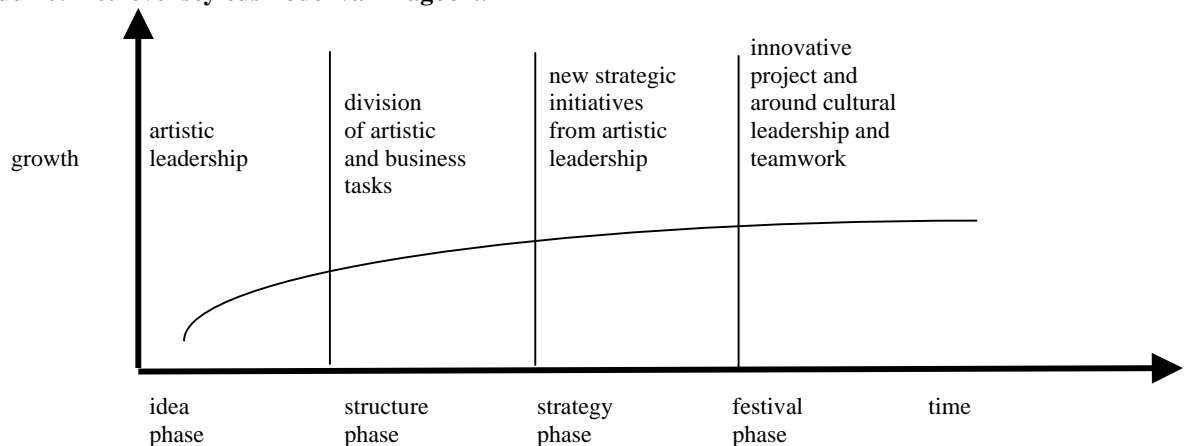 artistic
leadership
division
of artistic
and business
tasks
new strategic
initiatives
from artistic
leadership
innovative
project and
around cultural
leadership and
teamwork
growth
idea
phase
structure
phase
strategy
phase
festival
phase
time